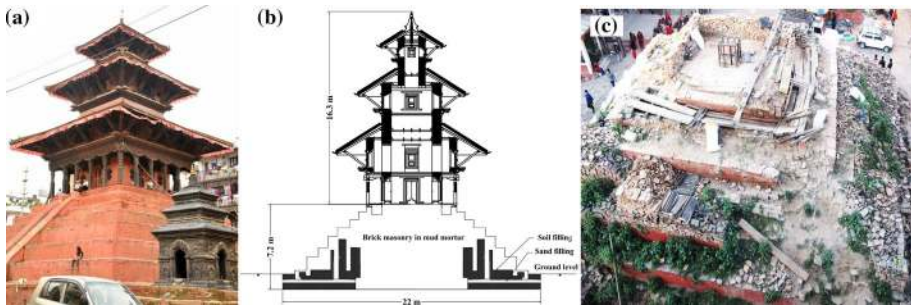 (a)
(b)
(c)
16.3 m
7.2 m
Brick masonry in mud mortar
Soil filling
Sand filling
Ground level
22 m